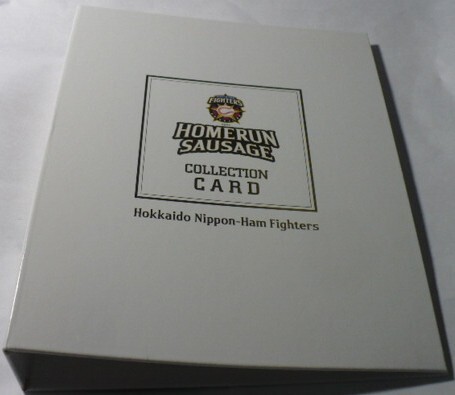 FIGHTERS
HOMERUN
SAUSAGE
COLLECTION
CARD
Hokkaido Nippon-Ham Fighters